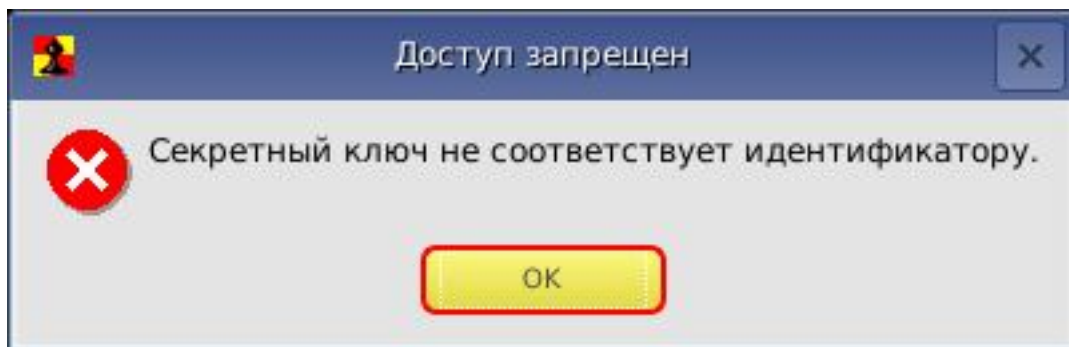 Доступ запрещен
Секретный ключ не соответствует идентификатору.
OK